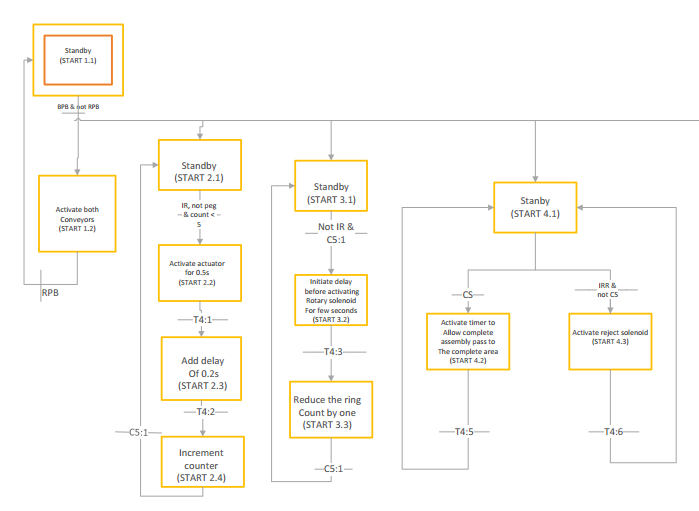 Standby
(START 1.1)
BPB & not RPB
Activate both
Conveyors
(START 1.2)
RPB
Standby
(START 2.1)
IR, not peg
& count <
5
Activate actuator
for 0.5s
(START 2.2)
T4:1
Add delay
Of 0.2s
(START 2.3)
T4:2
C5:1
Increment
counter
(START 2.4)
Standby
(START 3.1)
Not IR &
C5:1
Initiate delay
before activating
Rotary solenoid
For few seconds
(START 3.2)
T4:3
Reduce the ring
Count by one
(START 3.3)
C5:1
Stanby
(START 4.1)
CS
IRR &
not CS
Activate timer to
Allow complete
assembly pass to
The complete area
(START 4.2)
Activate reject solenoid
(START 4.3)
T4:5
T4:6